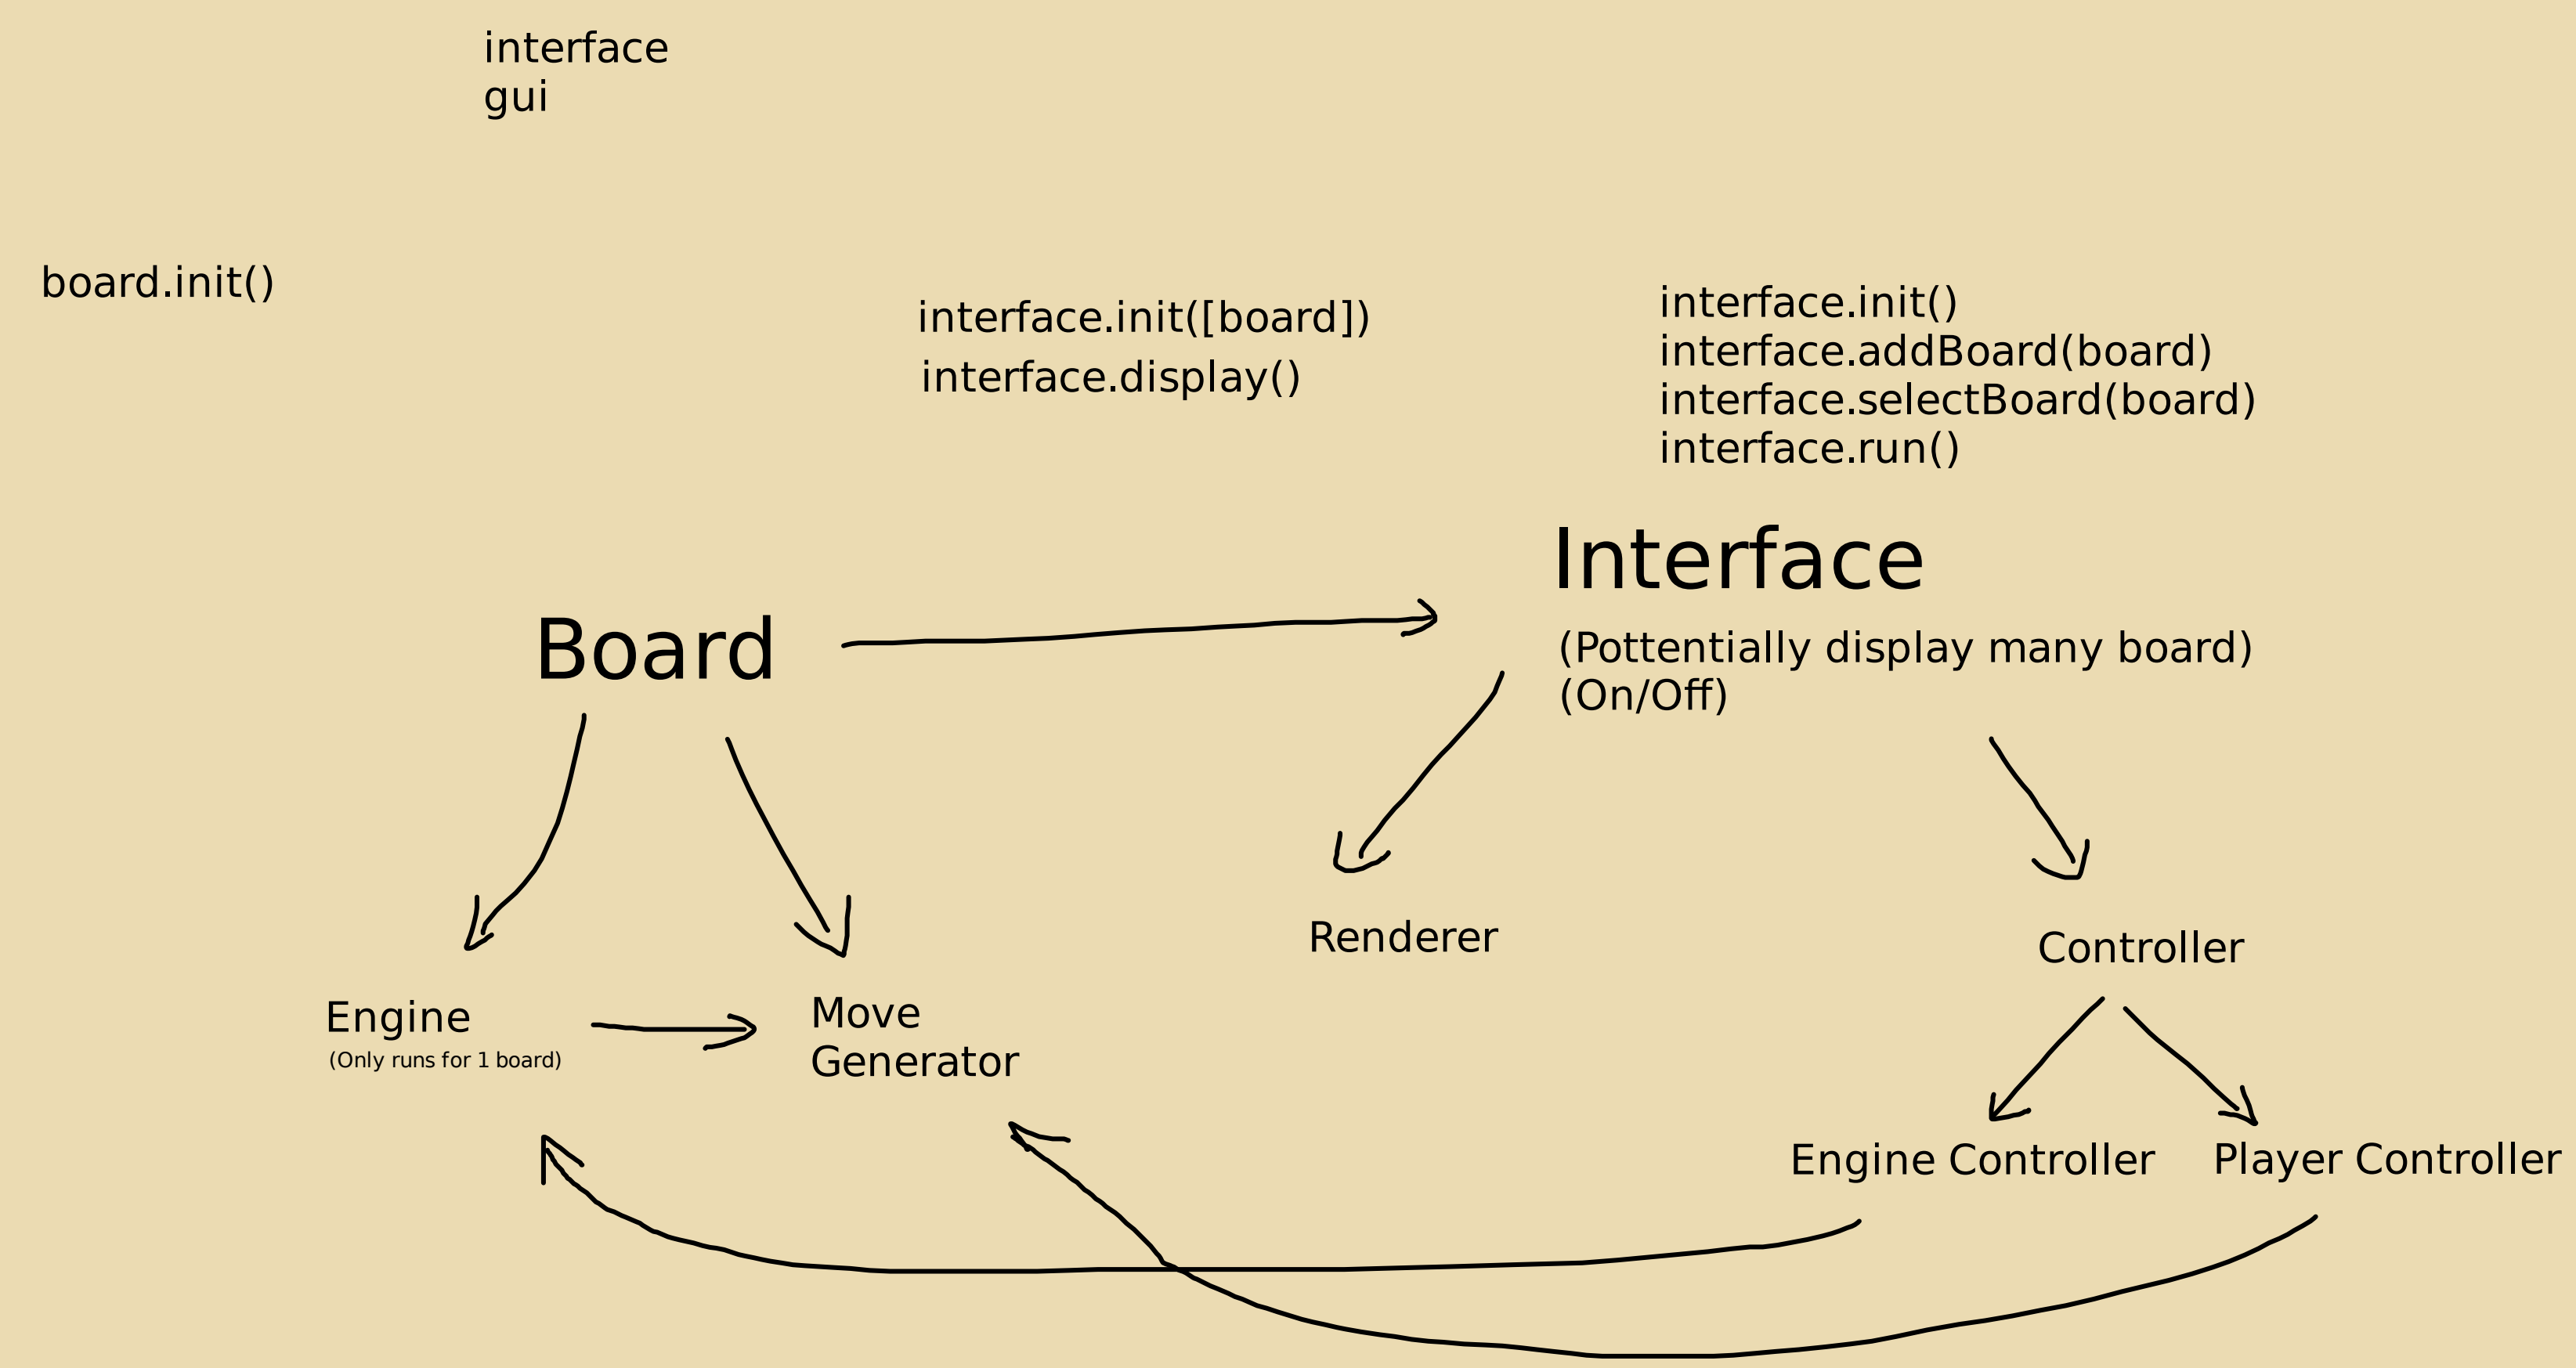 interface
gui
board.init()
interface.init([board])
interface.display()
interface.init()
interface.addBoard(board)
interface.selectBoard(board)
interface.run()
Interface
(Pottentially display many board)
(On/Off)
Board
Renderer
Controller
Engine
(Only runs for 1 board)
Move
Generator
Engine Controller
Player Controller